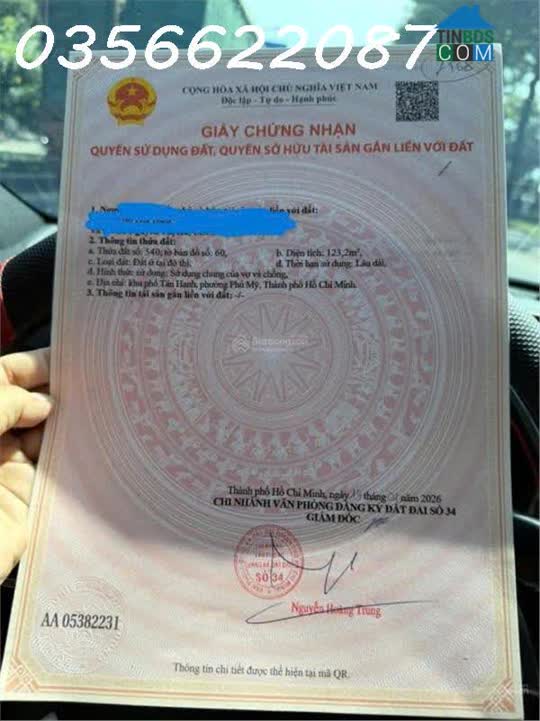 0356622087
TINBDS
COM
CỘNG HÒA XÃ HỘI CHỦ NGHĨA VIỆT NAM
Độc lập - Tự do - Hạnh phúc
GIẤY CHỨNG NHẬN
QUYỀN SỬ DỤNG ĐẤT, QUYỀN SỞ HỮU TÀI SẢN GẮN LIỀN VỚI ĐẤT
liền với đất:
2. Thông tin thửa đất:
a. Thửa đất số: 540; tờ bản đồ số: 60,
b. Diện tích: 123,2m²,
c. Loại đất: Đất ở tại đô thị.
d. Thời hạn sử dụng: Lâu dài.
đ. Hình thức sử dụng: Sử dụng chung của vợ và chồng,
e. Địa chỉ: khu phố Tân Hạnh, phường Phú Mỹ, Thành phố Hồ Chí Minh.
3. Thông tin tài sản gắn liền với đất: -/-
Batdongsan
Thành phố Hồ Chí Minh, ngày 19 tháng 01 năm 2026
CHI NHÁNH VĂN PHÒNG ĐĂNG KÝ ĐẤT ĐAI SỐ 34
GIÁM ĐỐC
SỐ 34
Nguyễn Hoàng Trung
AA 05382231
Thông tin chi tiết được thể hiện tại mã QR.